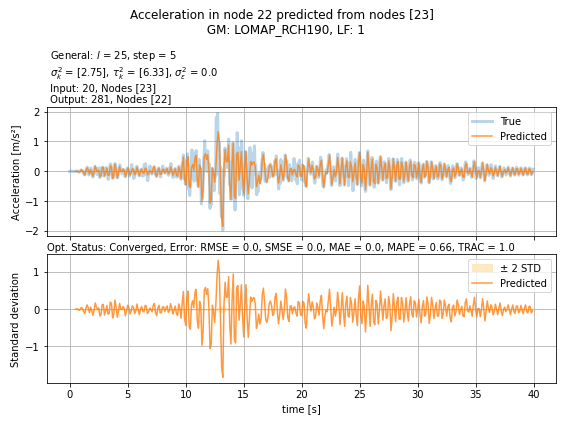 Acceleration in node 22 predicted from nodes [23]
GM: LOMAP_RCH190, LF: 1
General: l = 25, step = 5
σ²ₖ = [2.75], τ²ₖ = [6.33], σ²ε = 0.0
Input: 20, Nodes [23]
Output: 281, Nodes [22]
Acceleration [m/s²]
2
1
0
−1
−2
True
Predicted
Opt. Status: Converged, Error: RMSE = 0.0, SMSE = 0.0, MAE = 0.0, MAPE = 0.66, TRAC = 1.0
Standard deviation
1
0
−1
± 2 STD
Predicted
0 5 10 15 20 25 30 35 40
time [s]